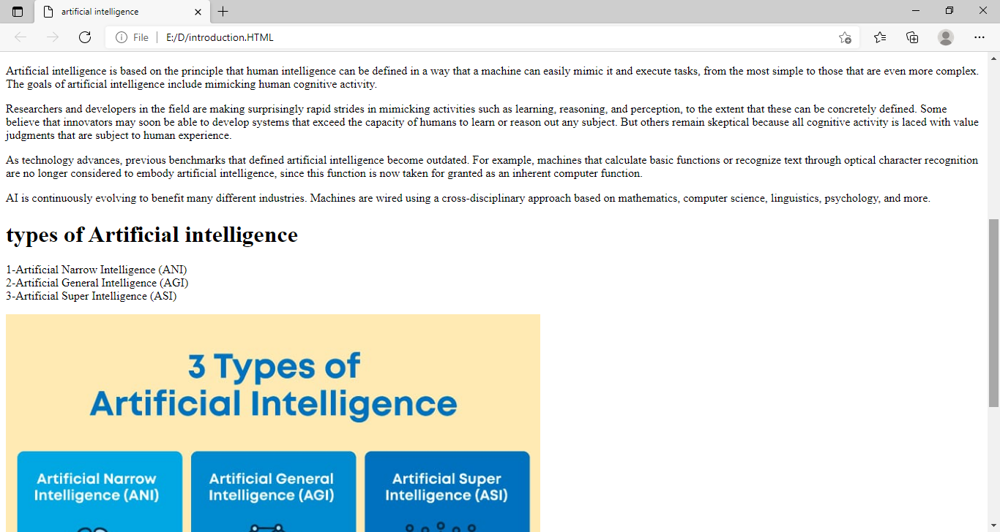 artificial intelligence
File
E:/D/introduction.HTML
Artificial intelligence is based on the principle that human intelligence can be defined in a way that a machine can easily mimic it and execute tasks, from the most simple to those that are even more complex.
The goals of artificial intelligence include mimicking human cognitive activity.
Researchers and developers in the field are making surprisingly rapid strides in mimicking activities such as learning, reasoning, and perception, to the extent that these can be concretely defined. Some
believe that innovators may soon be able to develop systems that exceed the capacity of humans to learn or reason out any subject. But others remain skeptical because all cognitive activity is laced with value
judgments that are subject to human experience.
As technology advances, previous benchmarks that defined artificial intelligence become outdated. For example, machines that calculate basic functions or recognize text through optical character recognition
are no longer considered to embody artificial intelligence, since this function is now taken for granted as an inherent computer function.
AI is continuously evolving to benefit many different industries. Machines are wired using a cross-disciplinary approach based on mathematics, computer science, linguistics, psychology, and more.
types of Artificial intelligence
1-Artificial Narrow Intelligence (ANI)
2-Artificial General Intelligence (AGI)
3-Artificial Super Intelligence (ASI)
3 Types of
Artificial Intelligence
Artificial Narrow
Intelligence (ANI)
Artificial General
Intelligence (AGI)
Artificial Super
Intelligence (ASI)